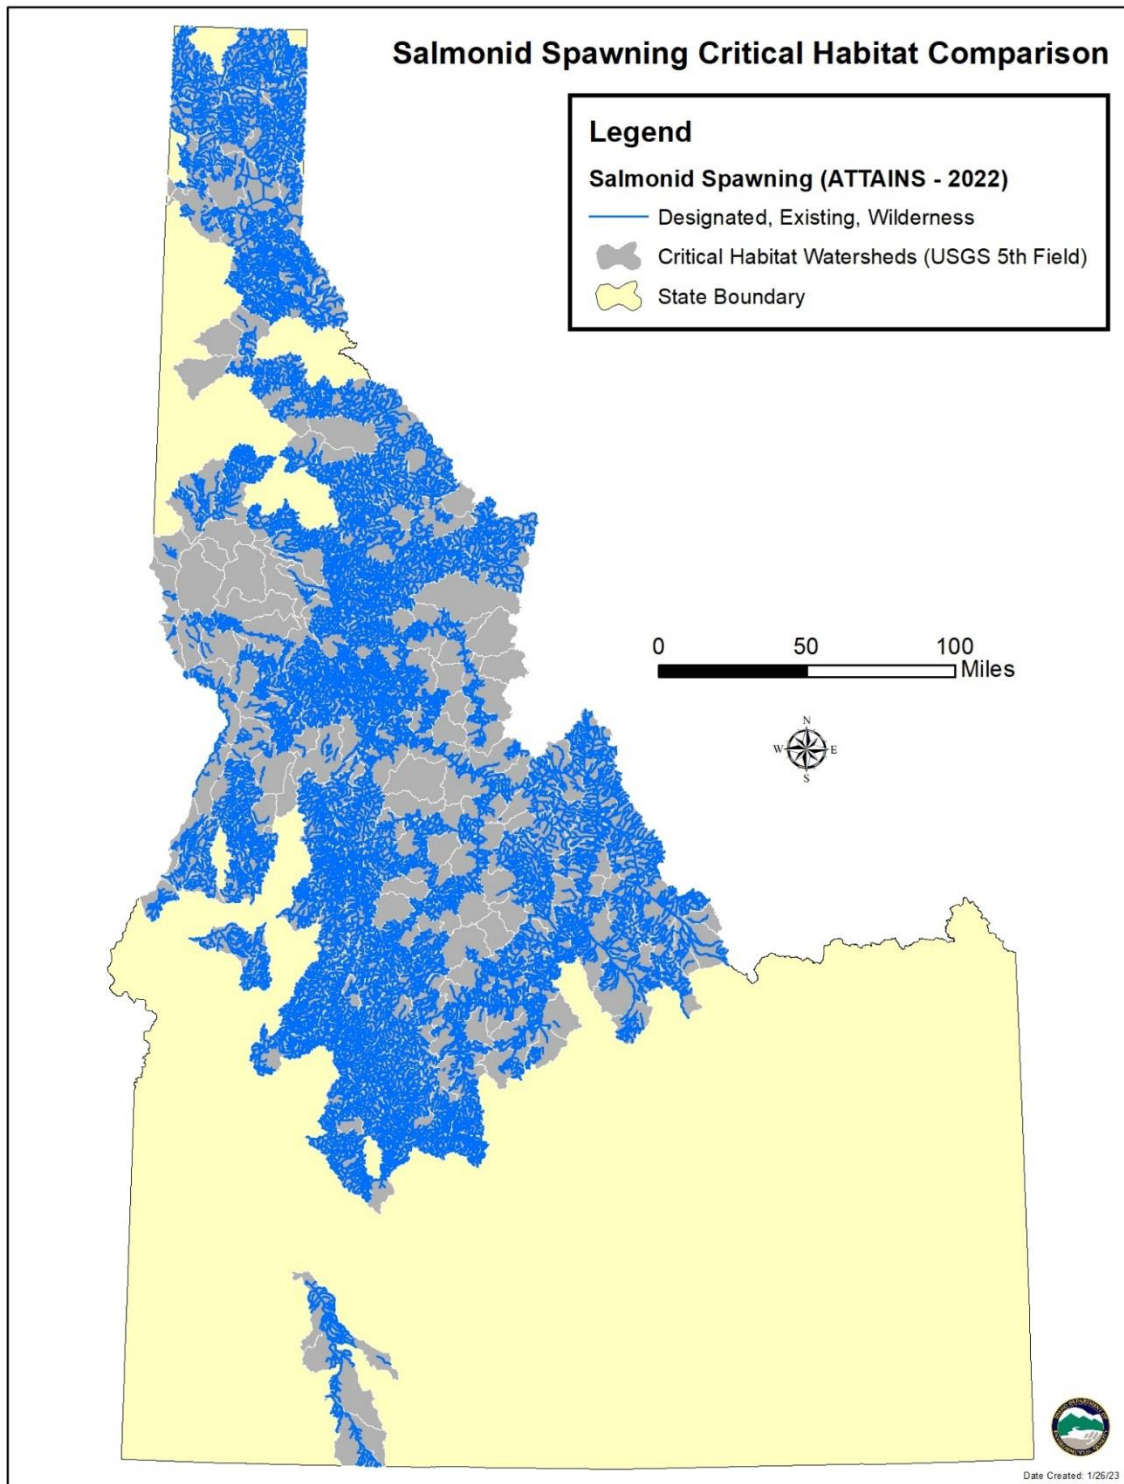 Salmonid Spawning Critical Habitat Comparison
Legend
Salmonid Spawning (ATTAINS - 2022)
Designated, Existing, Wilderness
Critical Habitat Watersheds (USGS 5th Field)
State Boundary
0 50 100
Miles
N
W E
S
Date Created: 1/26/23